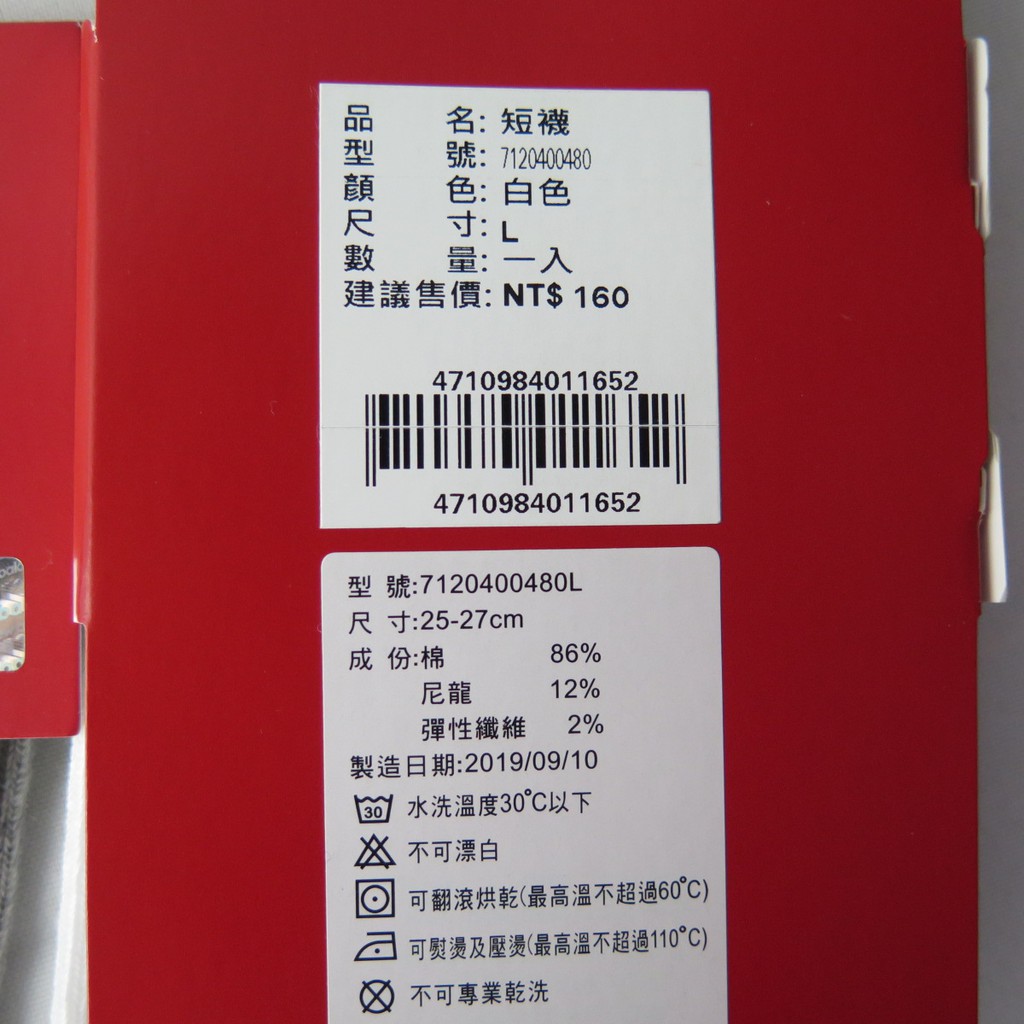 品 名: 短襪
型 號: 7120400480
顏 色: 白色
尺 寸: L
數 量: 一入
建議售價: NT$ 160
4710984011652
4710984011652
型 號:7120400480L
尺 寸:25-27cm
成 份:棉 86%
尼龍 12%
彈性纖維 2%
製造日期:2019/09/10
30 水洗溫度30°C以下
不可漂白
可翻滾烘乾(最高溫不超過60°C)
可熨燙及壓燙(最高溫不超過110°C)
不可專業乾洗